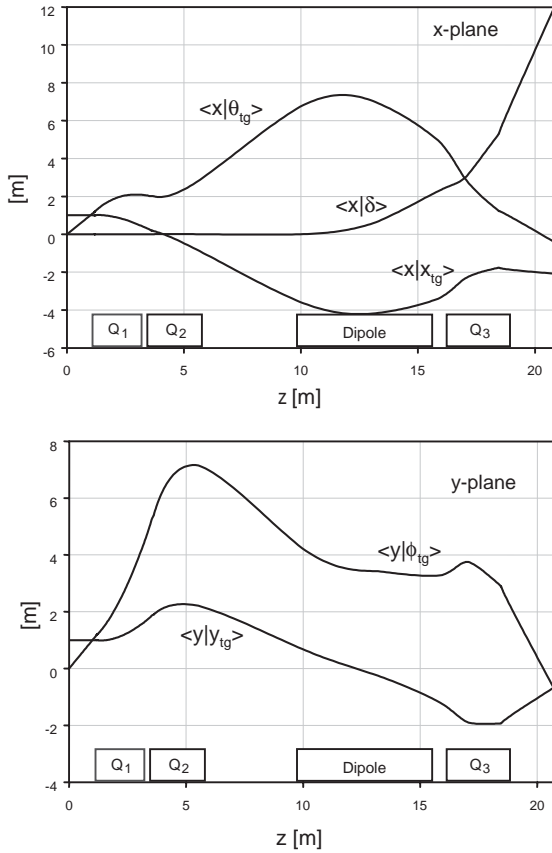 12
x-plane
10
8
<x|θtg>
6
[m]
4
<x|δ>
2
0
<x|xtg>
-2
-4
Q1 Q2 Dipole Q3
-6
0 5 10 15 20
z [m]
8
y-plane
6
<y|ϕtg>
4
[m]
2
<y|ytg>
0
-2
Q1 Q2 Dipole Q3
-4
0 5 10 15 20
z [m]